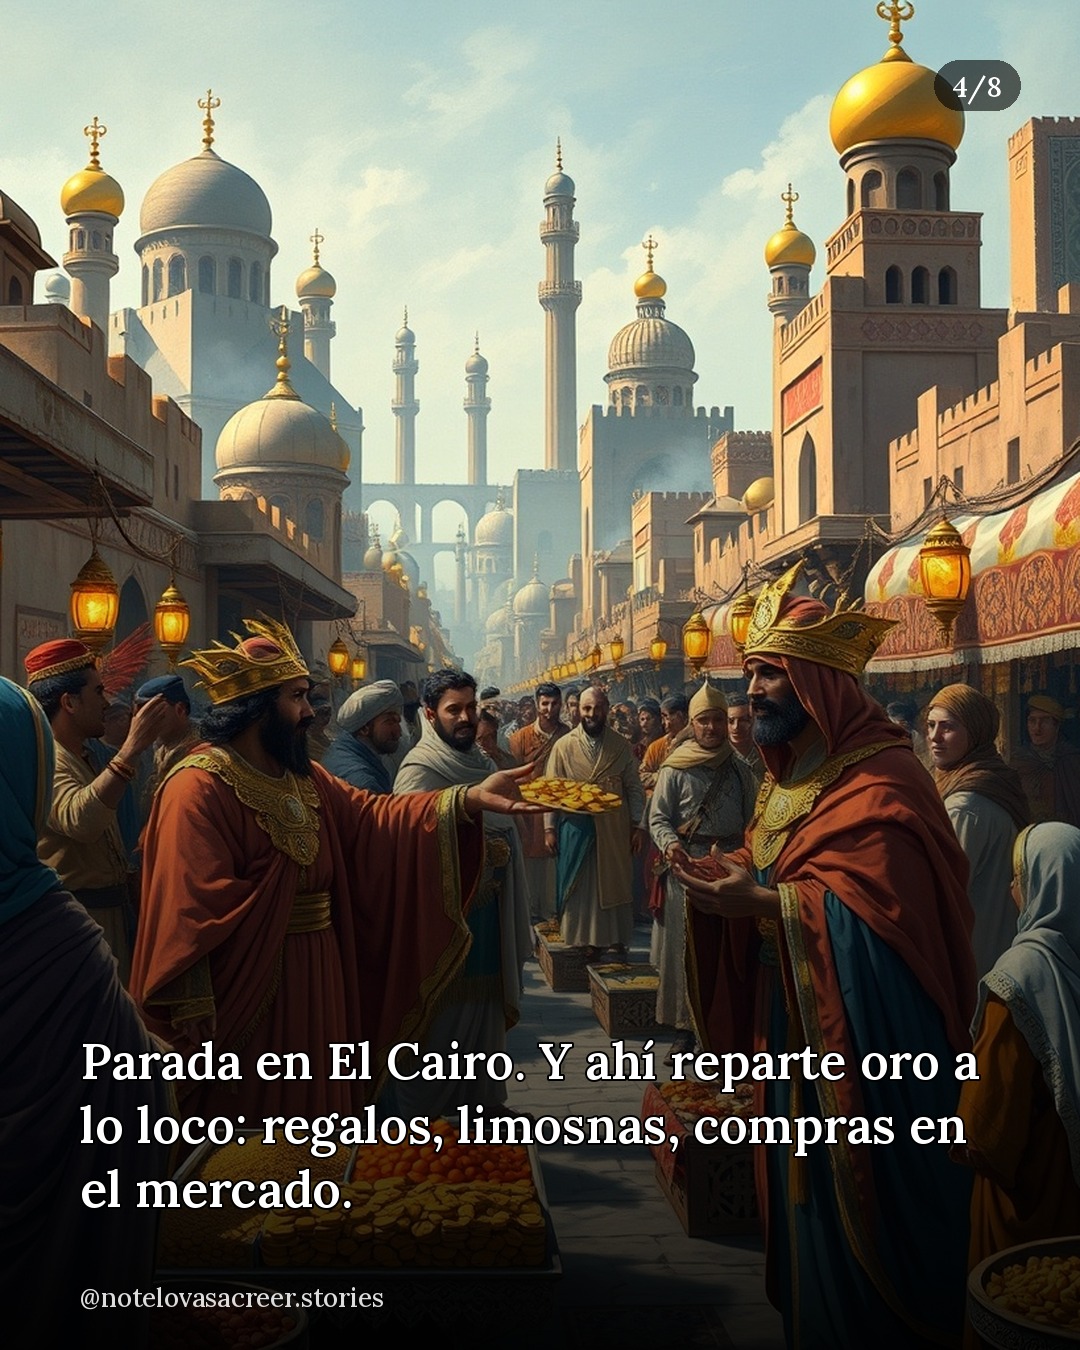 4/8
Parada en El Cairo. Y ahí reparte oro a
lo loco: regalos, limosnas, compras en
el mercado.
@notelovasacreer.stories